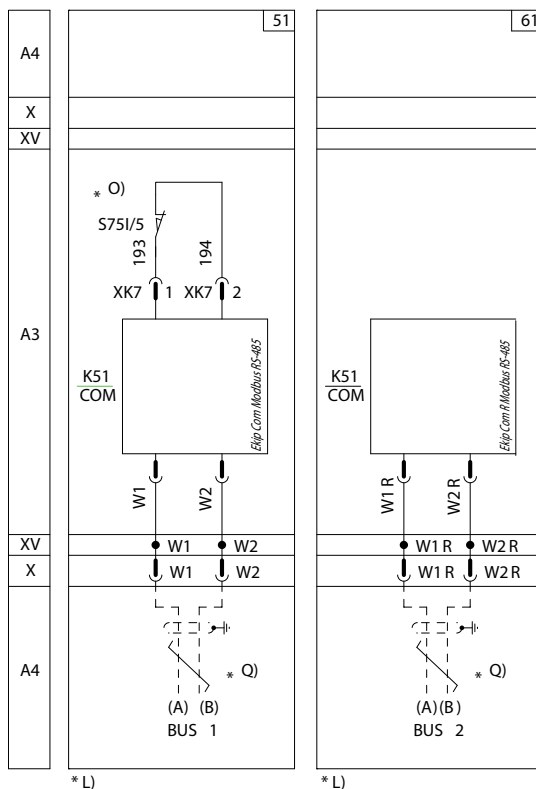 A4
X
XV
A3
XV
X
A4
51
* O)
S75I/5
193
194
XK7 1 XK7 2
K51
COM
Ekip Com Modbus RS-485
W1
W2
W1 W2
W1 W2
* Q)
(A) (B)
BUS 1
* L)
61
K51
COM
Ekip Com R Modbus RS-485
W1 R
W2 R
W1 R W2 R
W1 R W2 R
* Q)
(A) (B )
BUS 2
* L)